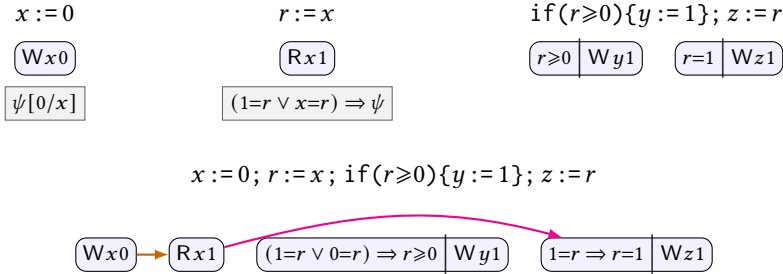 x := 0 r := x if(r⩾0){y := 1}; z := r
Wx0 Rx1 r⩾0 | Wy1 r=1 | Wz1
ψ[0/x] (1=r ∨ x=r) ⇒ ψ
x := 0; r := x; if(r⩾0){y := 1}; z := r
Wx0 Rx1 (1=r ∨ 0=r) ⇒ r⩾0 | Wy1 1=r ⇒ r=1 | Wz1